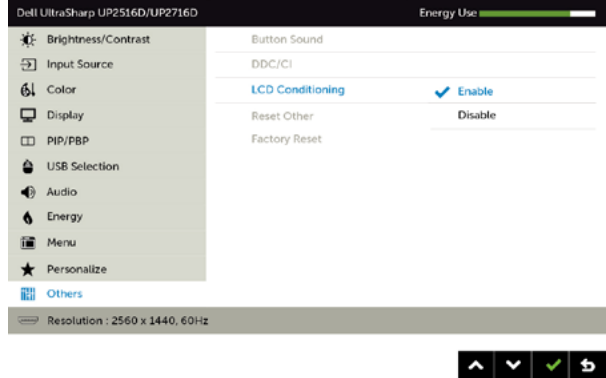 Dell UltraSharp UP2516D/UP2716D
Energy Use
Brightness/Contrast
Input Source
Color
Display
PIP/PBP
USB Selection
Audio
Energy
Menu
Personalize
Others
Button Sound
DDC/CI
LCD Conditioning
Reset Other
Factory Reset
Enable
Disable
Resolution : 2560 x 1440, 60Hz